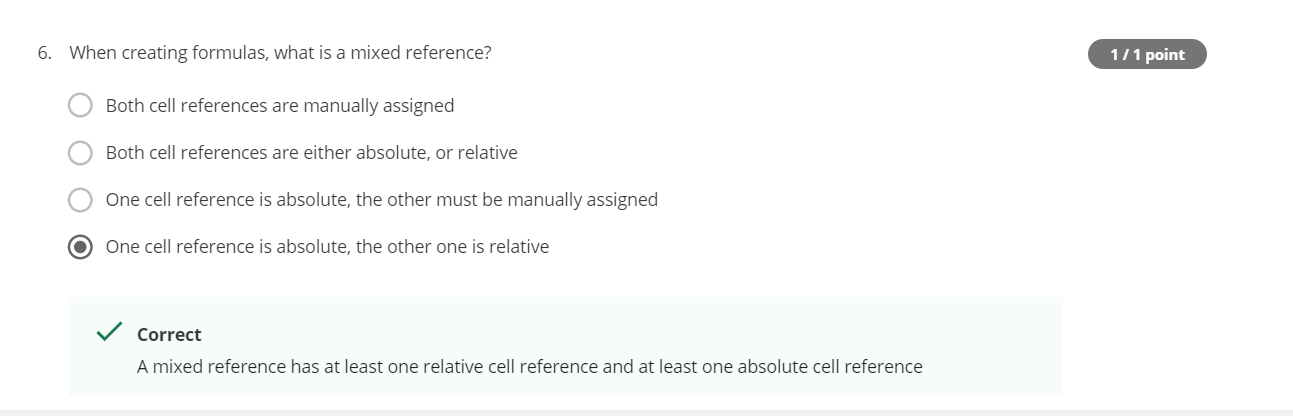 6. When creating formulas, what is a mixed reference?
1 / 1 point
Both cell references are manually assigned
Both cell references are either absolute, or relative
One cell reference is absolute, the other must be manually assigned
One cell reference is absolute, the other one is relative
Correct
A mixed reference has at least one relative cell reference and at least one absolute cell reference